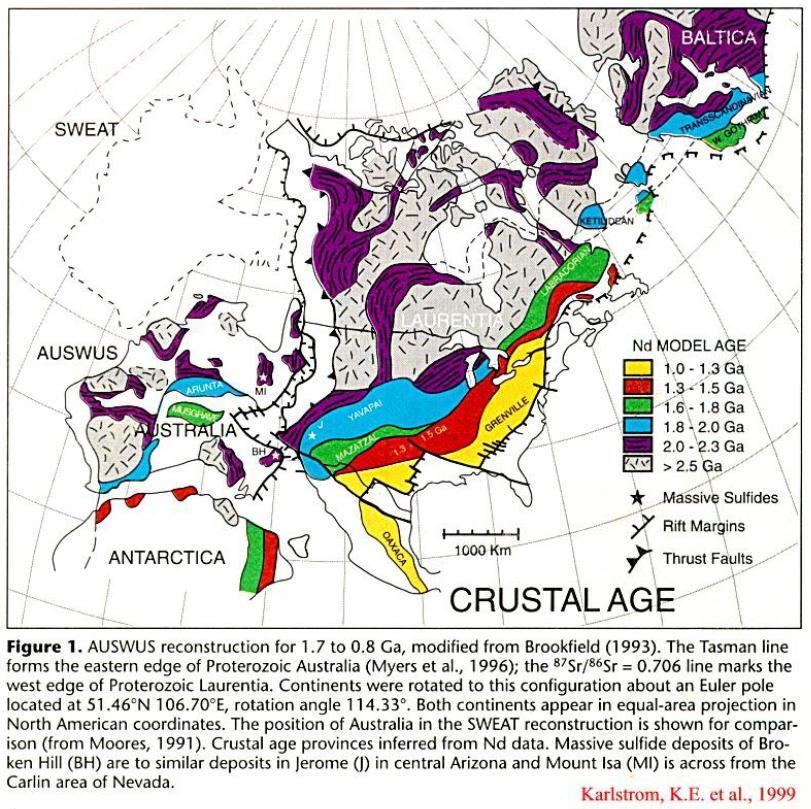 BALTICA
SWEAT
TRANSSCANDINAVIAN
W. GOTHIAN
KETILIDEAN
LABRADORIAN
LAURENTIA
AUSWUS
ARUNTA
MI
MUSGRAVE
AUSTRALIA
BH
J
YAVAPAI
MAZATZAL
1.3 - 1.5 Ga
GRENVILLE
OAXACA
ANTARCTICA
1000 Km
Nd MODEL AGE
1.0 - 1.3 Ga
1.3 - 1.5 Ga
1.6 - 1.8 Ga
1.8 - 2.0 Ga
2.0 - 2.3 Ga
> 2.5 Ga
Massive Sulfides
Rift Margins
Thrust Faults
CRUSTAL AGE
Figure 1. AUSWUS reconstruction for 1.7 to 0.8 Ga, modified from Brookfield (1993). The Tasman line
forms the eastern edge of Proterozoic Australia (Myers et al., 1996); the ⁸⁷Sr/⁸⁶Sr = 0.706 line marks the
west edge of Proterozoic Laurentia. Continents were rotated to this configuration about an Euler pole
located at 51.46°N 106.70°E, rotation angle 114.33°. Both continents appear in equal-area projection in
North American coordinates. The position of Australia in the SWEAT reconstruction is shown for compar-
ison (from Moores, 1991). Crustal age provinces inferred from Nd data. Massive sulfide deposits of Bro-
ken Hill (BH) are to similar deposits in Jerome (J) in central Arizona and Mount Isa (MI) is across from the
Carlin area of Nevada.
Karlstrom, K.E. et al., 1999